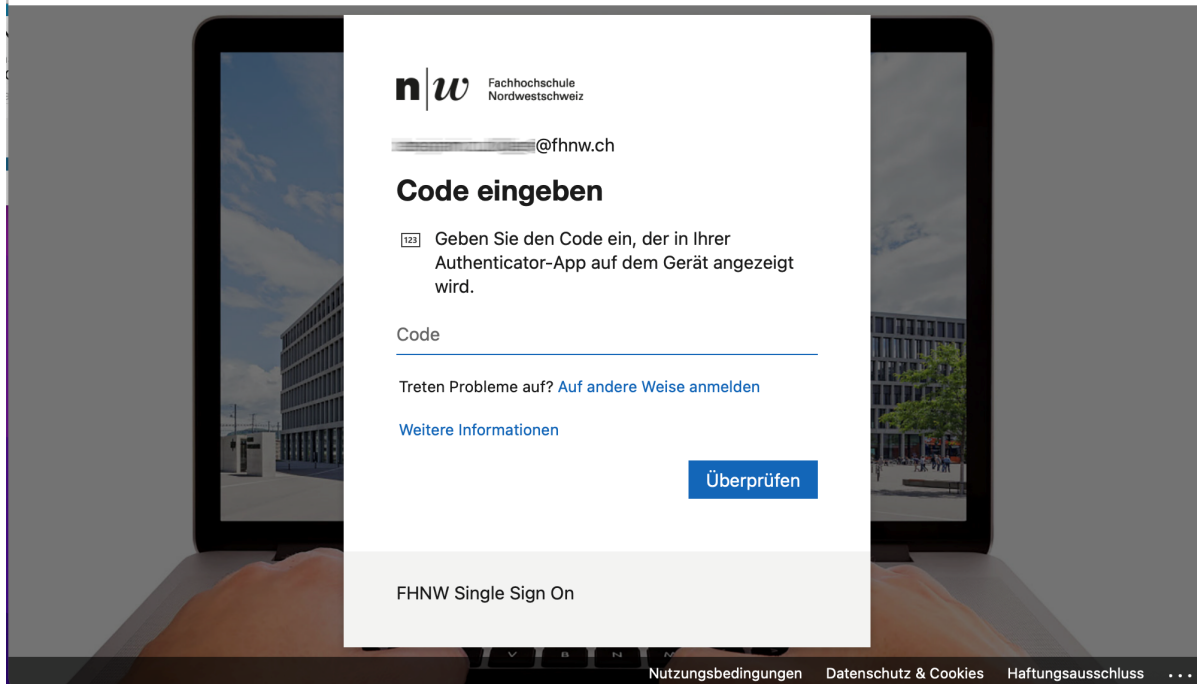 n|w Fachhochschule
Nordwestschweiz
@fhnw.ch
Code eingeben
123 Geben Sie den Code ein, der in Ihrer
Authenticator-App auf dem Gerät angezeigt
wird.
Code
Treten Probleme auf? Auf andere Weise anmelden
Weitere Informationen
Überprüfen
FHNW Single Sign On
V B N M
Nutzungsbedingungen Datenschutz & Cookies Haftungsausschluss ...